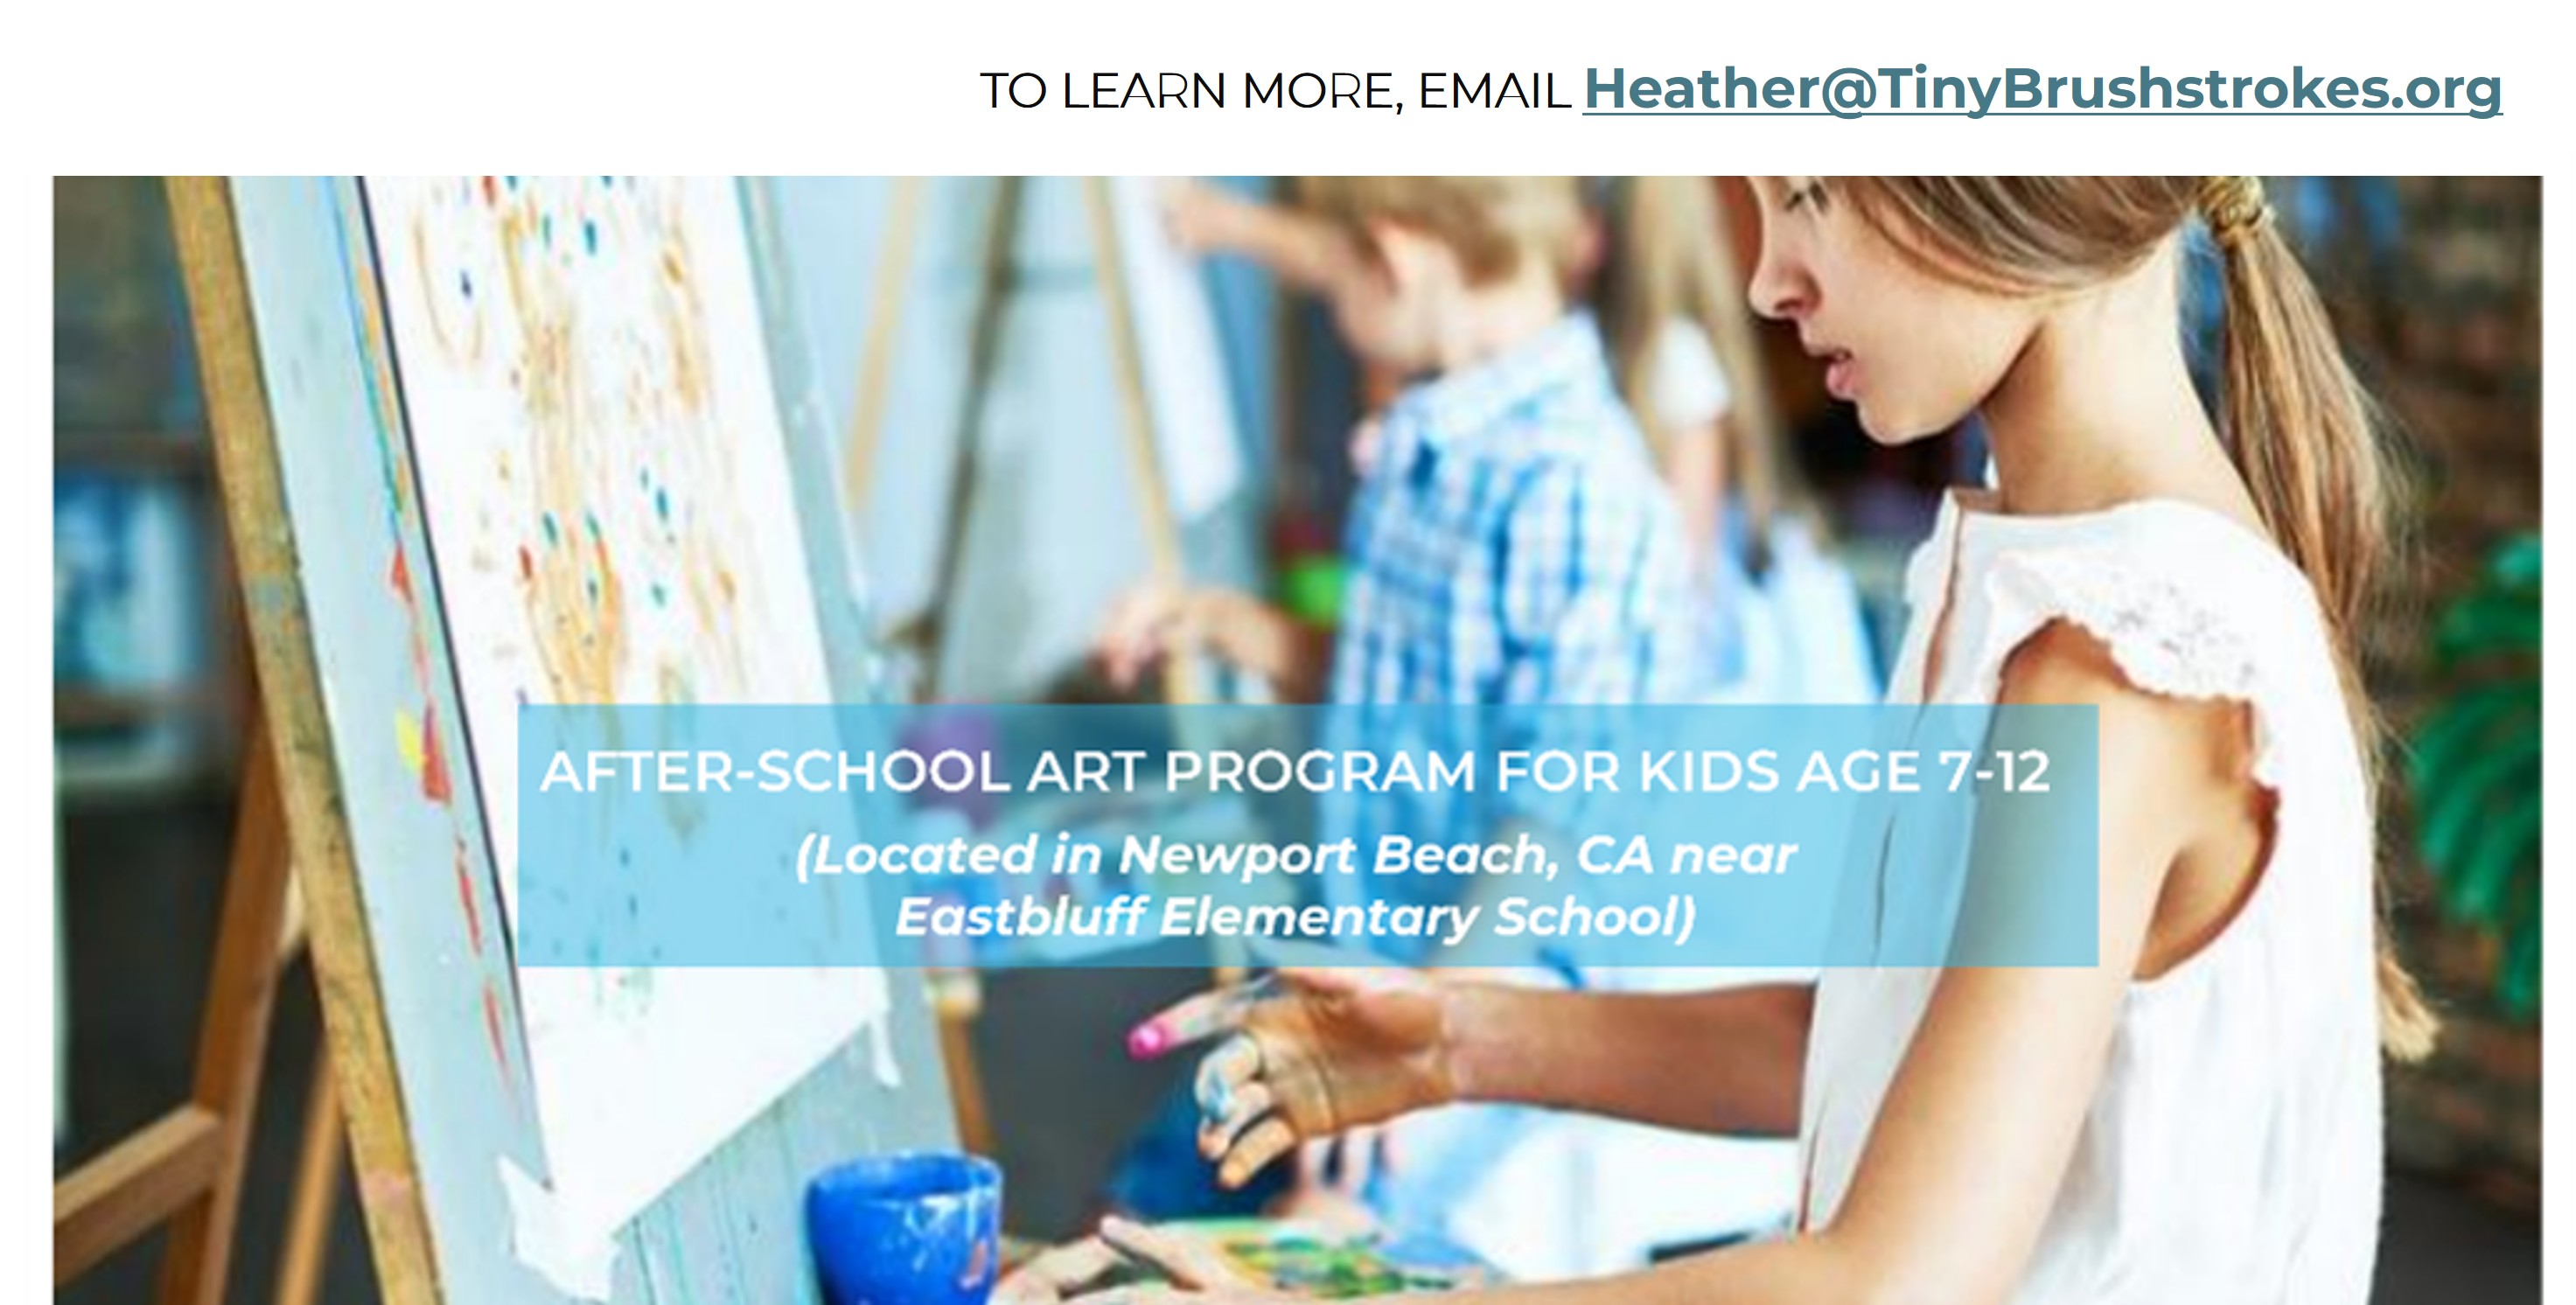 TO LEARN MORE, EMAIL Heather@TinyBrushstrokes.org
AFTER-SCHOOL ART PROGRAM FOR KIDS AGE 7-12
(Located in Newport Beach, CA near
Eastbluff Elementary School)